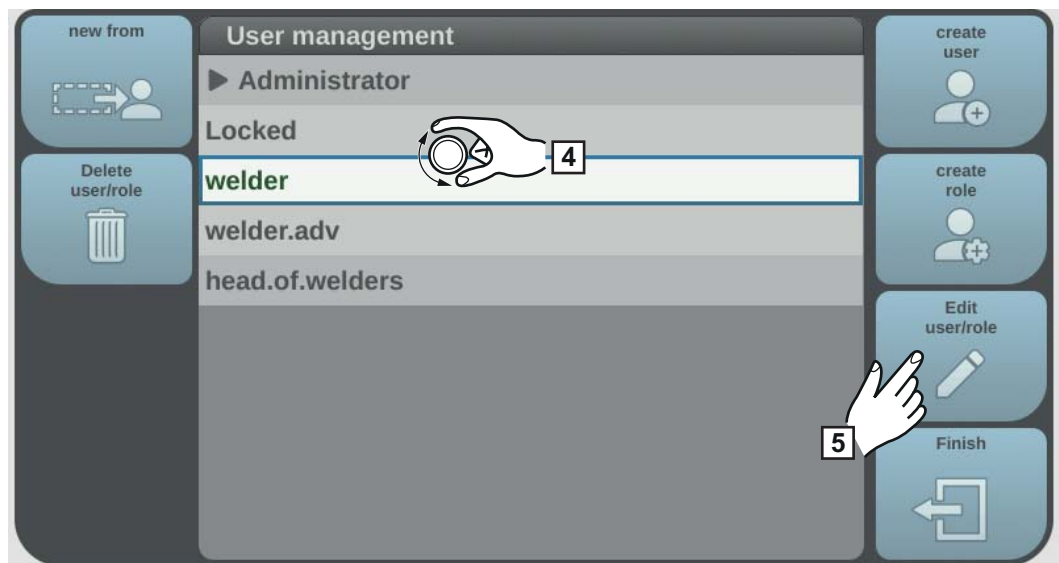 new from
User management
▶ Administrator
Locked
welder
welder.adv
head.of.welders
4
Delete
user/role
create
user
create
role
Edit
user/role
5
Finish